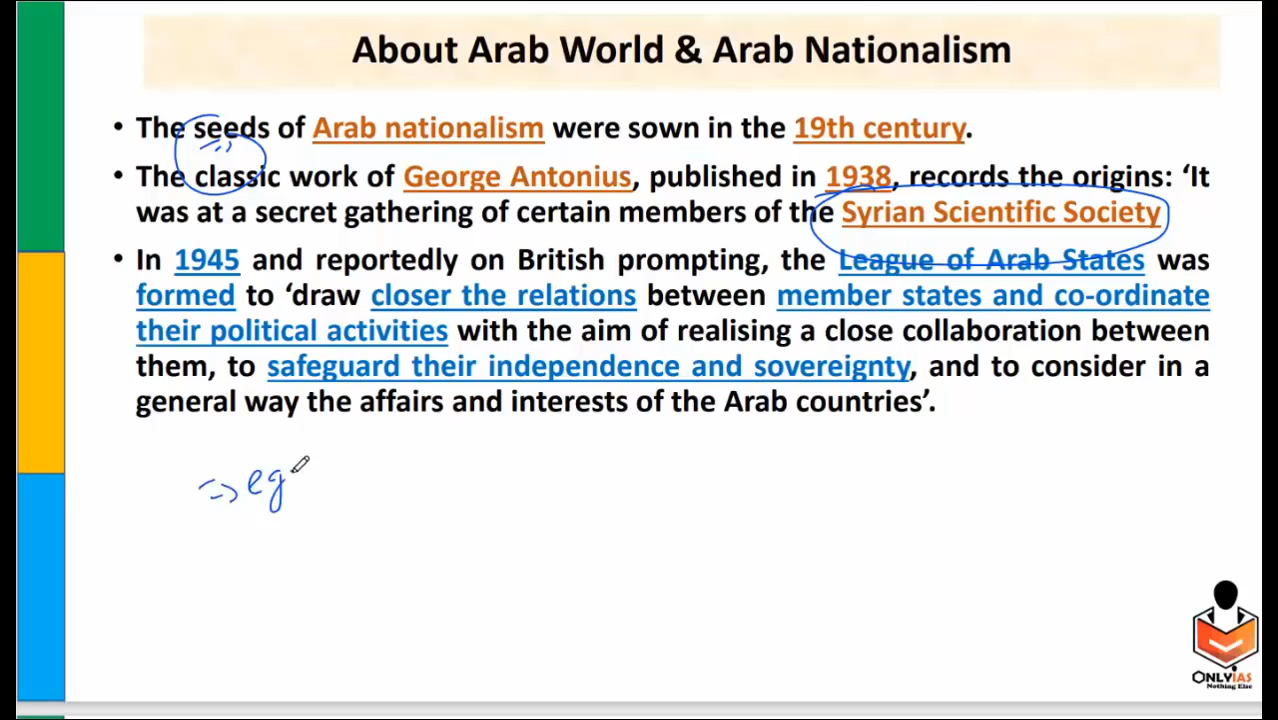 About Arab World & Arab Nationalism
• The seeds of Arab nationalism were sown in the 19th century.
• The classic work of George Antonius, published in 1938, records the origins: ‘It
was at a secret gathering of certain members of the Syrian Scientific Society
• In 1945 and reportedly on British prompting, the League of Arab States was
formed to ‘draw closer the relations between member states and co-ordinate
their political activities with the aim of realising a close collaboration between
them, to safeguard their independence and sovereignty, and to consider in a
general way the affairs and interests of the Arab countries’.
=> eg
ONLYIAS
Nothing Else